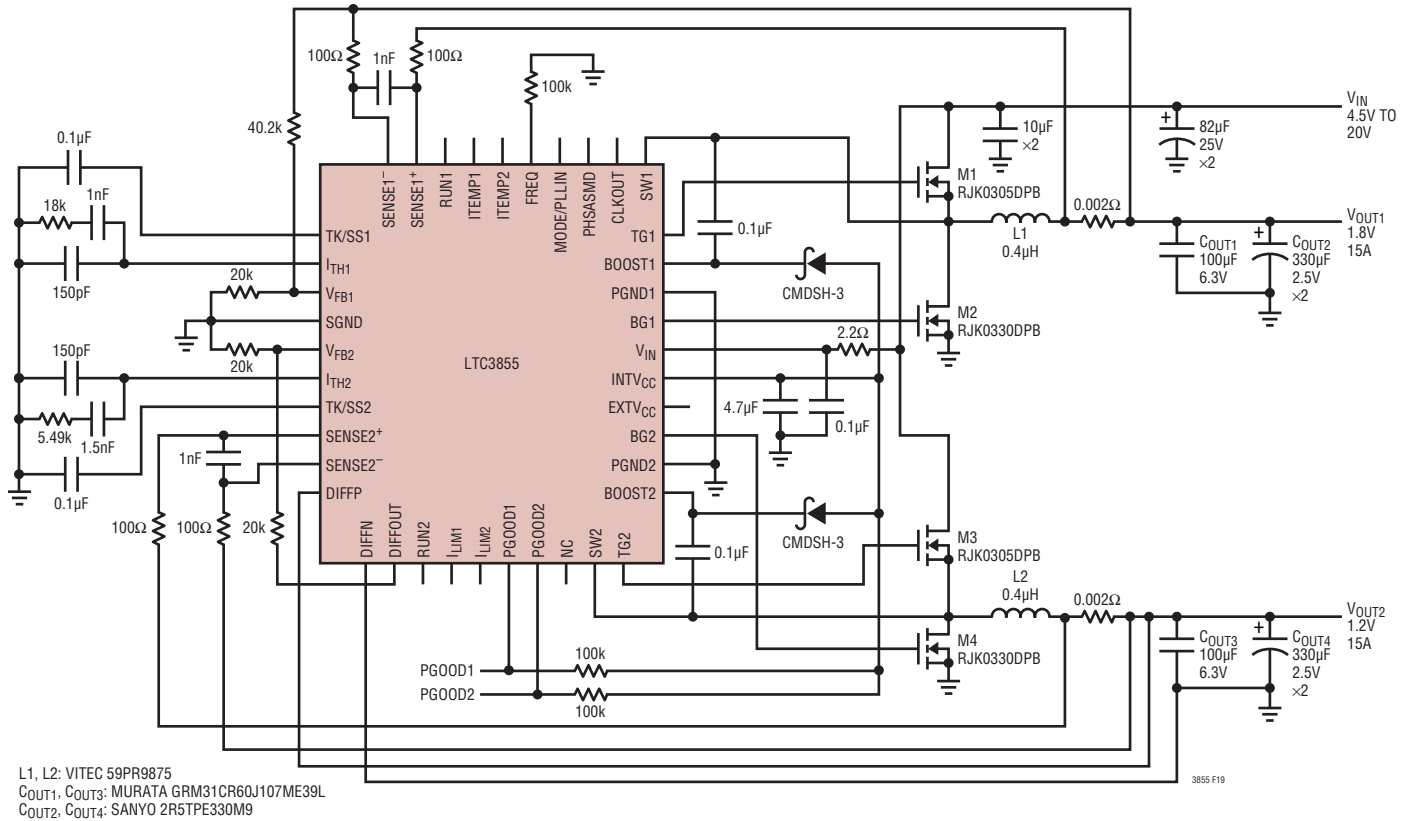 100Ω
1nF
100Ω
100k
40.2k
0.1µF
18k
1nF
150pF
20k
20k
150pF
5.49k
1.5nF
0.1µF
1nF
100Ω
100Ω
20k
SENSE1–
SENSE1+
RUN1
ITEMP1
ITEMP2
FREQ
MODE/PLLIN
PHSASMD
CLKOUT
SW1
TK/SS1
ITH1
VFB1
SGND
VFB2
ITH2
TK/SS2
SENSE2+
SENSE2–
DIFFP
LTC3855
TG1
BOOST1
PGND1
BG1
VIN
INTVCC
EXTVCC
BG2
PGND2
BOOST2
DIFFN
DIFFOUT
RUN2
ILIM1
ILIM2
PGOOD1
PGOOD2
NC
SW2
TG2
0.1µF
CMDSH-3
2.2Ω
4.7µF
0.1µF
CMDSH-3
0.1µF
PGOOD1
100k
PGOOD2
100k
10µF
×2
+
82µF
25V
×2
VIN
4.5V TO
20V
M1
RJK0305DPB
L1
0.4µH
0.002Ω
VOUT1
1.8V
15A
COUT1
100µF
6.3V
+
COUT2
330µF
2.5V
×2
M2
RJK0330DPB
M3
RJK0305DPB
L2
0.4µH
0.002Ω
VOUT2
1.2V
15A
M4
RJK0330DPB
COUT3
100µF
6.3V
+
COUT4
330µF
2.5V
×2
3855 F19
L1, L2: VITEC 59PR9875
COUT1, COUT3: MURATA GRM31CR60J107ME39L
COUT2, COUT4: SANYO 2R5TPE330M9